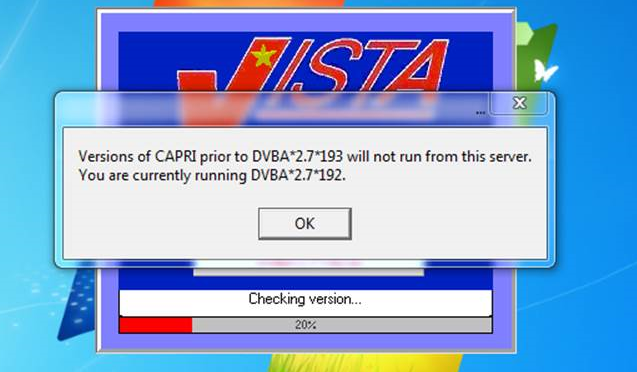 VISTA
...
Versions of CAPRI prior to DVBA*2.7*193 will not run from this server.
You are currently running DVBA*2.7*192.
OK
Checking version...
20%